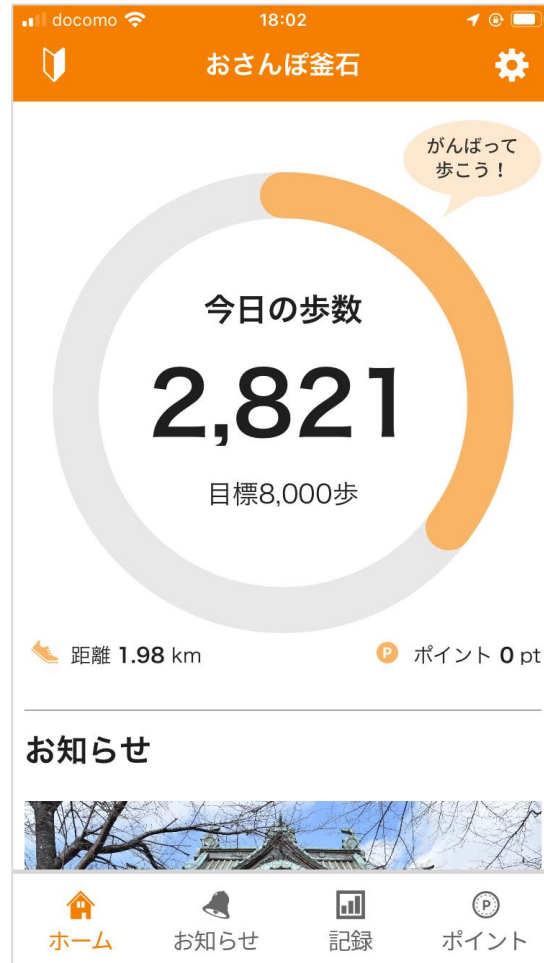 docomo 18:02
おさんぽ釜石
がんばって
歩こう！
今日の歩数
2,821
目標8,000歩
距離 1.98 km
P ポイント 0 pt
お知らせ
P
ホーム お知らせ 記録 ポイント